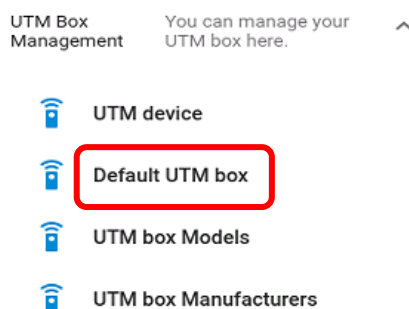 UTM Box Management
You can manage your UTM box here.
UTM device
Default UTM box
UTM box Models
UTM box Manufacturers